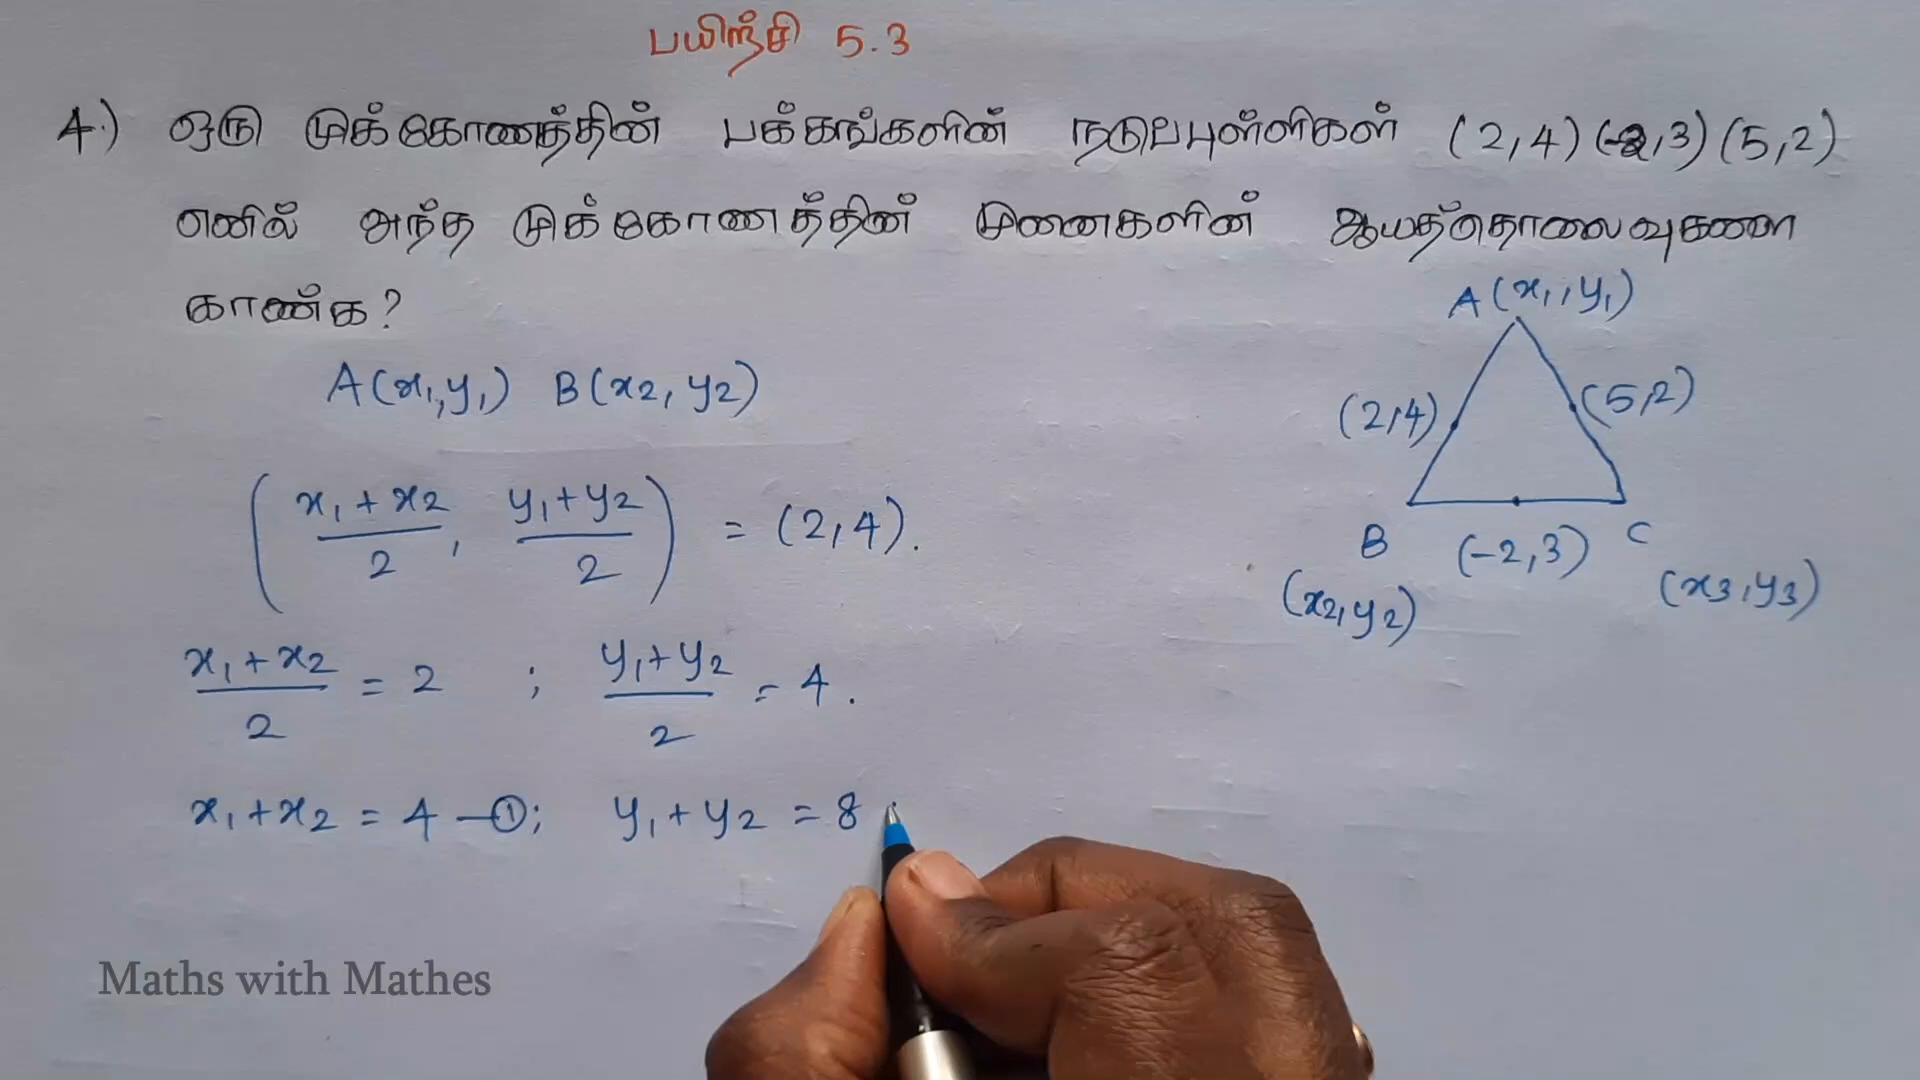 பயிற்சி 5.3
4.) ஒரு முக்கோணத்தின் பக்கங்களின் நடுப்புள்ளிகள் (2,4) (-2,3) (5,2)
எனில் அந்த முக்கோணத்தின் முனைகளின் ஆயத்தொலைவுகளை
காண்க?
A(x₁,y₁) B(x₂,y₂)
((x₁+x₂)/2, (y₁+y₂)/2) = (2,4).
(x₁+x₂)/2 = 2 ; (y₁+y₂)/2 = 4.
x₁+x₂ = 4 —①; y₁+y₂ = 8
A(x₁,y₁)
(2,4) (5,2)
B (-2,3) C
(x₂,y₂) (x₃,y₃)
Maths with Mathes